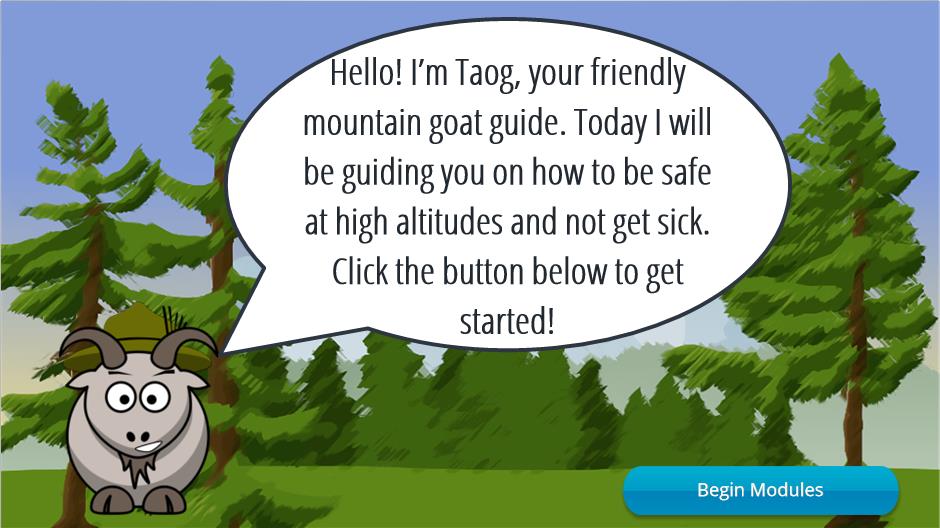 Hello! I’m Taog, your friendly
mountain goat guide. Today I will
be guiding you on how to be safe
at high altitudes and not get sick.
Click the button below to get
started!
Begin Modules